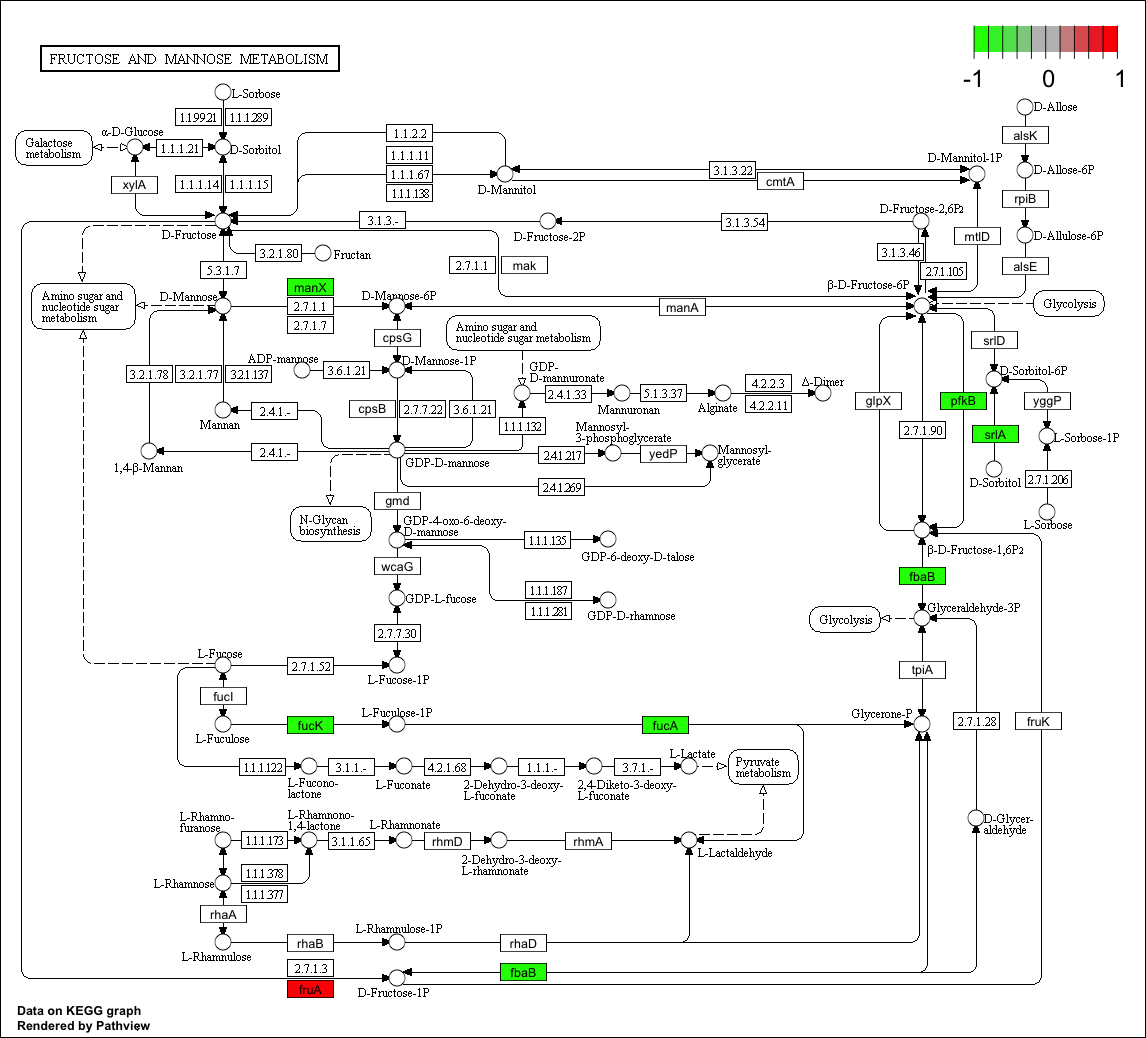 FRUCTOSE AND MANNOSE METABOLISM
-1
0
1
L-Sorbose
1.1.99.21
1.1.1.289
D-Allose
alsK
α-D-Glucose
Galactose
metabolism
1.1.1.21
D-Sorbitol
1.1.2.2
1.1.1.11
1.1.1.67
1.1.1.138
D-Mannitol
3.1.3.22
cmtA
D-Mannitol-1P
D-Allose-6P
xylA
1.1.1.14
1.1.1.15
rpiB
D-Fructose
3.1.3.-
D-Fructose-2P
3.1.3.54
D-Fructose-2,6P2
mtlD
D-Allulose-6P
3.2.1.80
Fructan
3.1.3.46
2.7.1.105
alsE
5.3.1.7
2.7.1.1
mak
β-D-Fructose-6P
Amino sugar and
nucleotide sugar
metabolism
D-Mannose
manX
2.7.1.1
2.7.1.7
D-Mannose-6P
manA
Glycolysis
cpsG
Amino sugar and
nucleotide sugar metabolism
srlD
ADP-mannose
3.6.1.21
D-Mannose-1P
GDP-
D-mannuronate
D-Sorbitol-6P
3.2.1.78
3.2.1.77
3.2.1.137
2.4.1.33
Mannuronan
5.1.3.37
Alginate
4.2.2.3
4.2.2.11
Δ-Dimer
glpX
pfkB
yggP
2.4.1.-
Mannan
cpsB
2.7.7.22
3.6.1.21
1.1.1.132
Mannosyl-
3-phosphoglycerate
2.7.1.90
srlA
L-Sorbose-1P
1,4-β-Mannan
2.4.1.-
GDP-D-mannose
2.4.1.217
yedP
Mannosyl-
glycerate
2.4.1.269
D-Sorbitol
2.7.1.206
L-Sorbose
N-Glycan
biosynthesis
gmd
GDP-4-oxo-6-deoxy-
D-mannose
1.1.1.135
GDP-6-deoxy-D-talose
β-D-Fructose-1,6P2
wcaG
fbaB
GDP-L-fucose
1.1.1.187
1.1.1.281
GDP-D-rhamnose
Glycolysis
Glyceraldehyde-3P
2.7.7.30
L-Fucose
2.7.1.52
L-Fucose-1P
tpiA
fucI
L-Fuculose
fucK
L-Fuculose-1P
fucA
Glycerone-P
2.7.1.28
fruK
1.1.1.122
L-Fucono-
lactone
3.1.1.-
L-Fuconate
4.2.1.68
2-Dehydro-3-deoxy-
L-fuconate
1.1.1.-
2,4-Diketo-3-deoxy-
L-fuconate
3.7.1.-
L-Lactate
Pyruvate
metabolism
L-Rhamno-
furanose
1.1.1.173
L-Rhamnono-
1,4-lactone
3.1.1.65
L-Rhamnonate
rhmD
2-Dehydro-3-deoxy-
L-rhamnonate
rhmA
L-Lactaldehyde
D-Glycer-
aldehyde
L-Rhamnose
1.1.1.378
1.1.1.377
rhaA
L-Rhamnulose
rhaB
L-Rhamnulose-1P
rhaD
2.7.1.3
fruA
D-Fructose-1P
fbaB
Data on KEGG graph
Rendered by Pathview